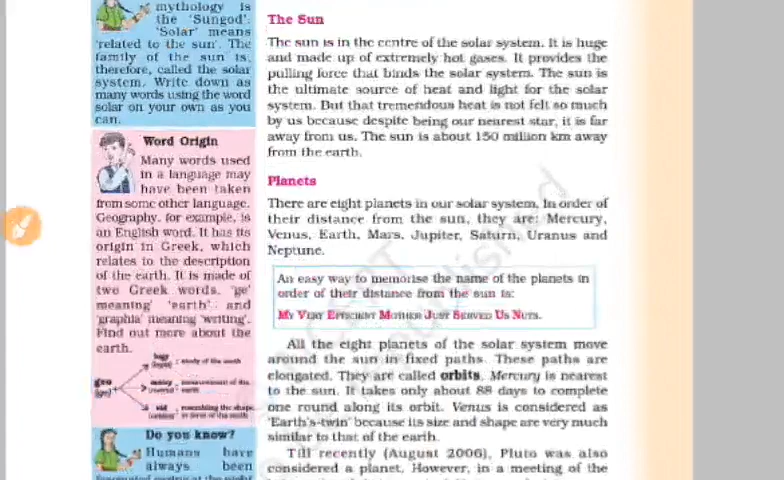 mythology is
the 'Sungod'.
'Solar' means
'related to the sun'. The
family of the sun is,
therefore, called the solar
system. Write down as
many words using the word
solar on your own as you
can.
Word Origin
Many words used
in a language may
have been taken
from some other language.
Geography, for example, is
an English word. It has its
origin in Greek, which
relates to the description
of the earth. It is made of
two Greek words, 'ge'
meaning 'earth' and
'graphia' meaning 'writing'.
Find out more about the
earth.
geo
Do you know?
Humans have
always been
The Sun
The sun is in the centre of the solar system. It is huge
and made up of extremely hot gases. It provides the
pulling force that binds the solar system. The sun is
the ultimate source of heat and light for the solar
system. But that tremendous heat is not felt so much
by us because despite being our nearest star, it is far
away from us. The sun is about 150 million km away
from the earth.
Planets
There are eight planets in our solar system. In order of
their distance from the sun, they are: Mercury,
Venus, Earth, Mars, Jupiter, Saturn, Uranus and
Neptune.
An easy way to memorise the name of the planets in
order of their distance from the sun is:
MY VERY EFFICIENT MOTHER JUST SERVED US NUTS.
All the eight planets of the solar system move
around the sun in fixed paths. These paths are
elongated. They are called orbits. Mercury is nearest
to the sun. It takes only about 88 days to complete
one round along its orbit. Venus is considered as
'Earth's-twin' because its size and shape are very much
similar to that of the earth.
Till recently (August 2006), Pluto was also
considered a planet. However, in a meeting of the